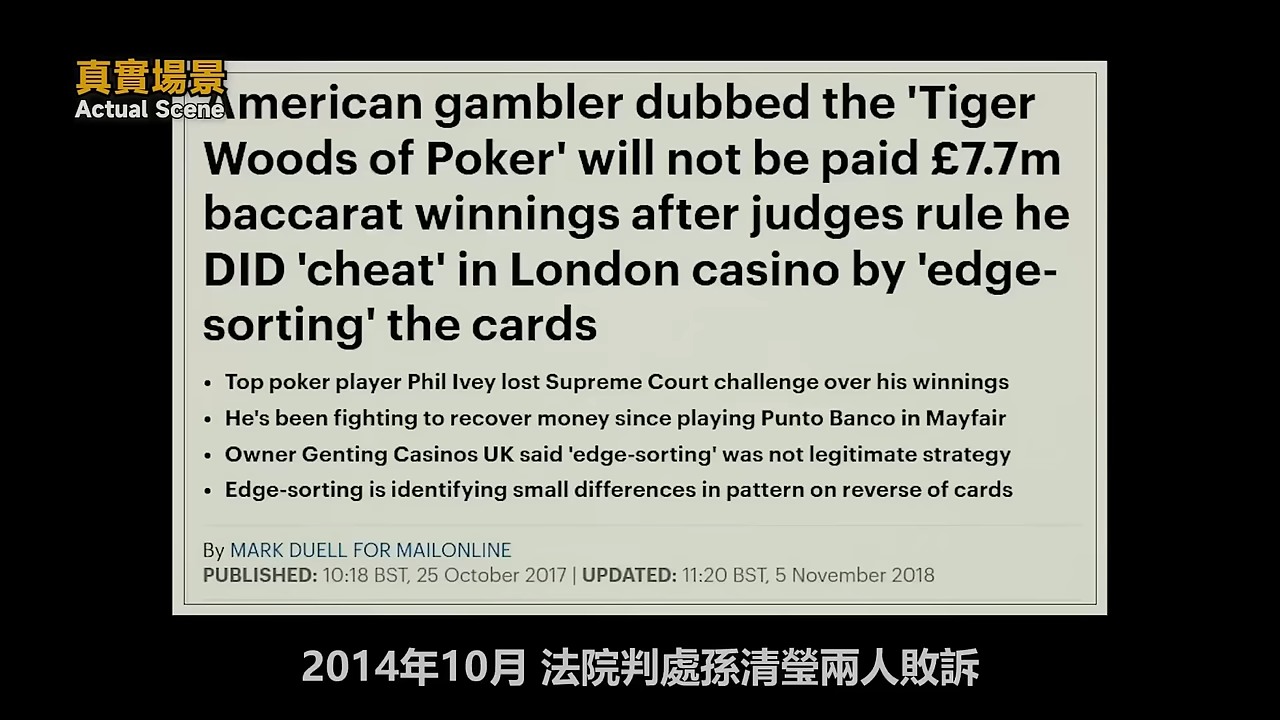 真實場景
Actual Scene
American gambler dubbed the 'Tiger
Woods of Poker' will not be paid £7.7m
baccarat winnings after judges rule he
DID 'cheat' in London casino by 'edge-
sorting' the cards
• Top poker player Phil Ivey lost Supreme Court challenge over his winnings
• He's been fighting to recover money since playing Punto Banco in Mayfair
• Owner Genting Casinos UK said 'edge-sorting' was not legitimate strategy
• Edge-sorting is identifying small differences in pattern on reverse of cards
By MARK DUELL FOR MAILONLINE
PUBLISHED: 10:18 BST, 25 October 2017 | UPDATED: 11:20 BST, 5 November 2018
2014年10月 法院判處孫清瑩兩人敗訴